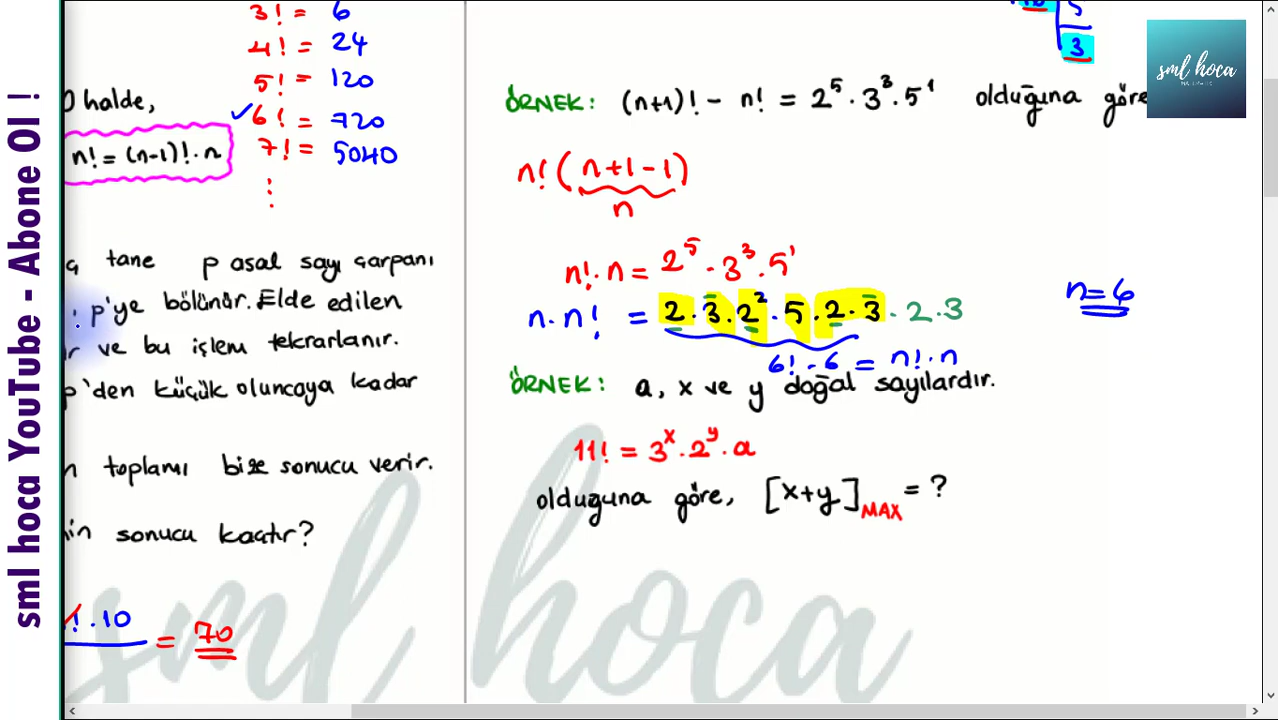 sml hoca YouTube - Abone Ol !
3! = 6
4! = 24
5! = 120
6! = 720
7! = 5040
halde,
n! = (n-1)! · n
tane p asal sayı çarpanı
p'ye bölünür. Elde edilen
ve bu işlem tekrarlanır.
p'den küçük oluncaya kadar
toplamı bize sonucu verir.
sonucu kaçtır?
! · 10 = 70
5
3
sml hoca
ÖRNEK: (n+1)! - n! = 2⁵ · 3³ · 5¹ olduğuna göre
n! (n+1-1)
n
n! · n = 2⁵ · 3³ · 5¹
n · n! = 2 · 3 · 2² · 5 · 2 · 3 · 2 · 3
n = 6
6! · 6 = n! · n
ÖRNEK: a, x ve y doğal sayılardır.
11! = 3ˣ · 2ʸ · a
olduğuna göre, [x+y]MAX = ?
sml hoca